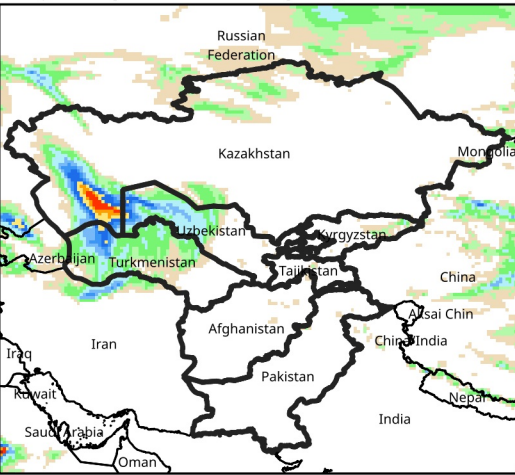 Russian
Federation
Kazakhstan
Mongolia
Uzbekistan
Kyrgyzstan
Azerbaijan
Turkmenistan
Tajikistan
China
Aksai Chin
Afghanistan
China/India
Iran
Iraq
Pakistan
Kuwait
Nepal
India
Saudi Arabia
Oman